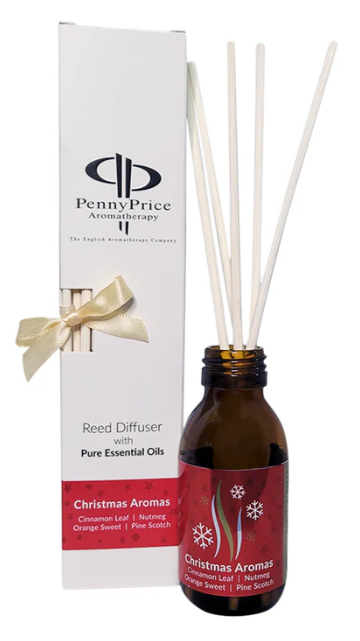 PennyPrice
Aromatherapy
The English Aromatherapy Company
Reed Diffuser
with
Pure Essential Oils
Christmas Aromas
Cinnamon Leaf | Nutmeg
Orange Sweet | Pine Scotch
Christmas Aromas
Cinnamon Leaf | Nutmeg
Orange Sweet | Pine Scotch